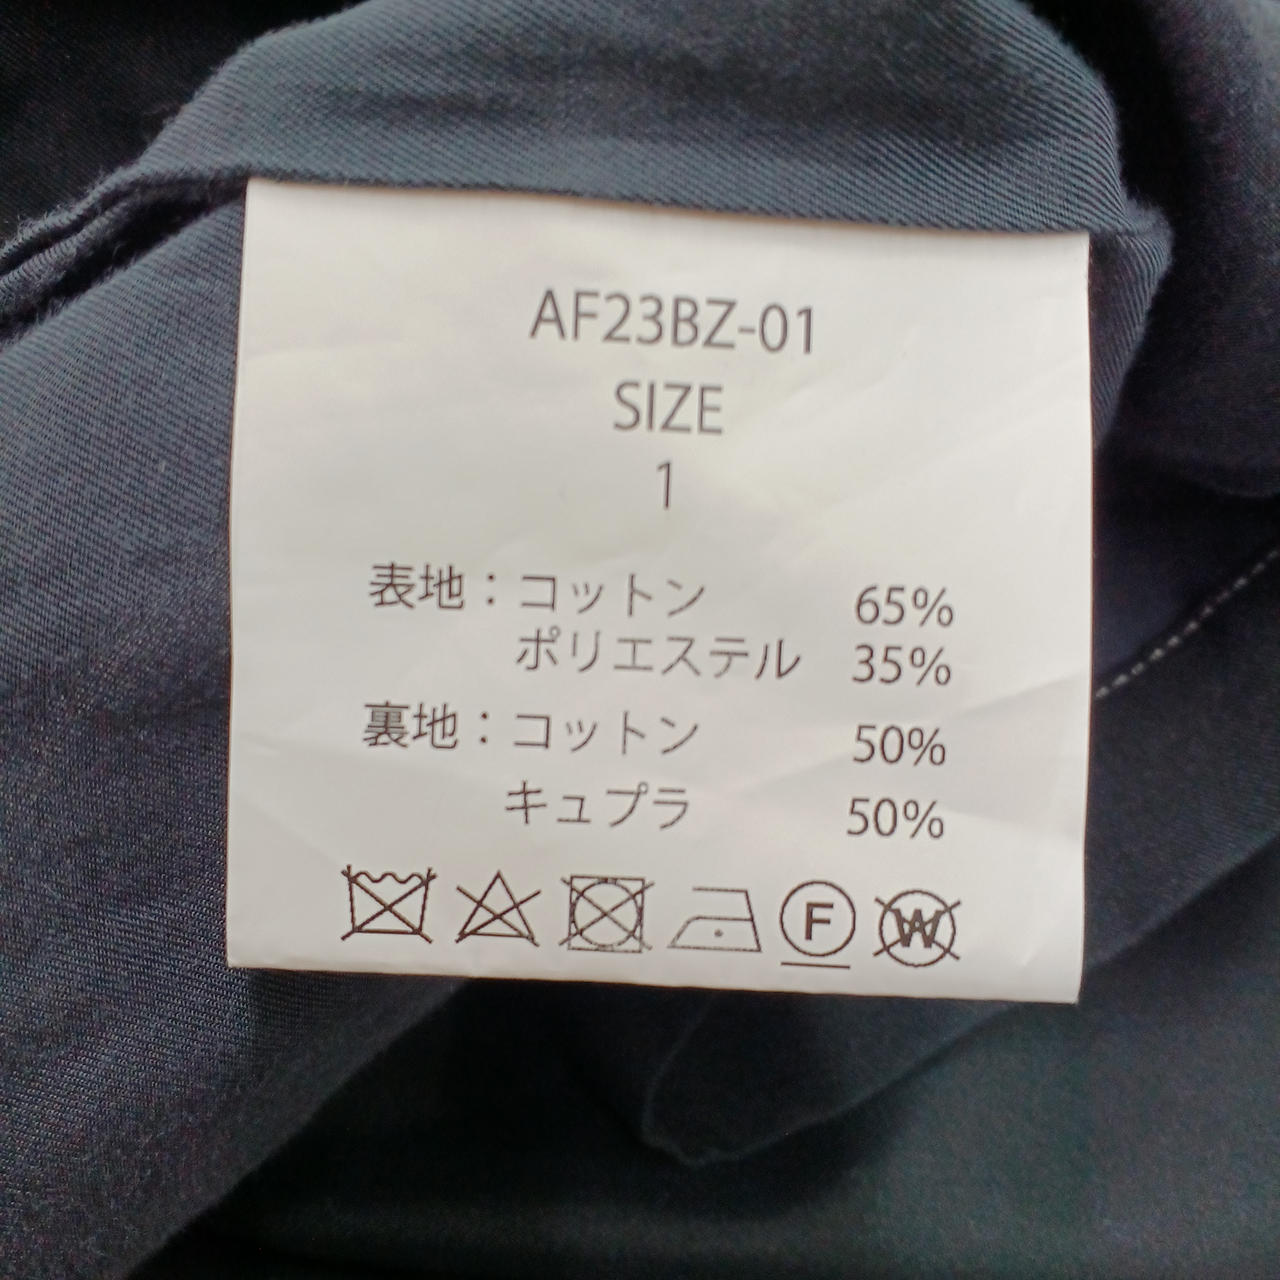 AF23BZ-01
SIZE
1
表地：コットン 65%
ポリエステル 35%
裏地：コットン 50%
キュプラ 50%
F W